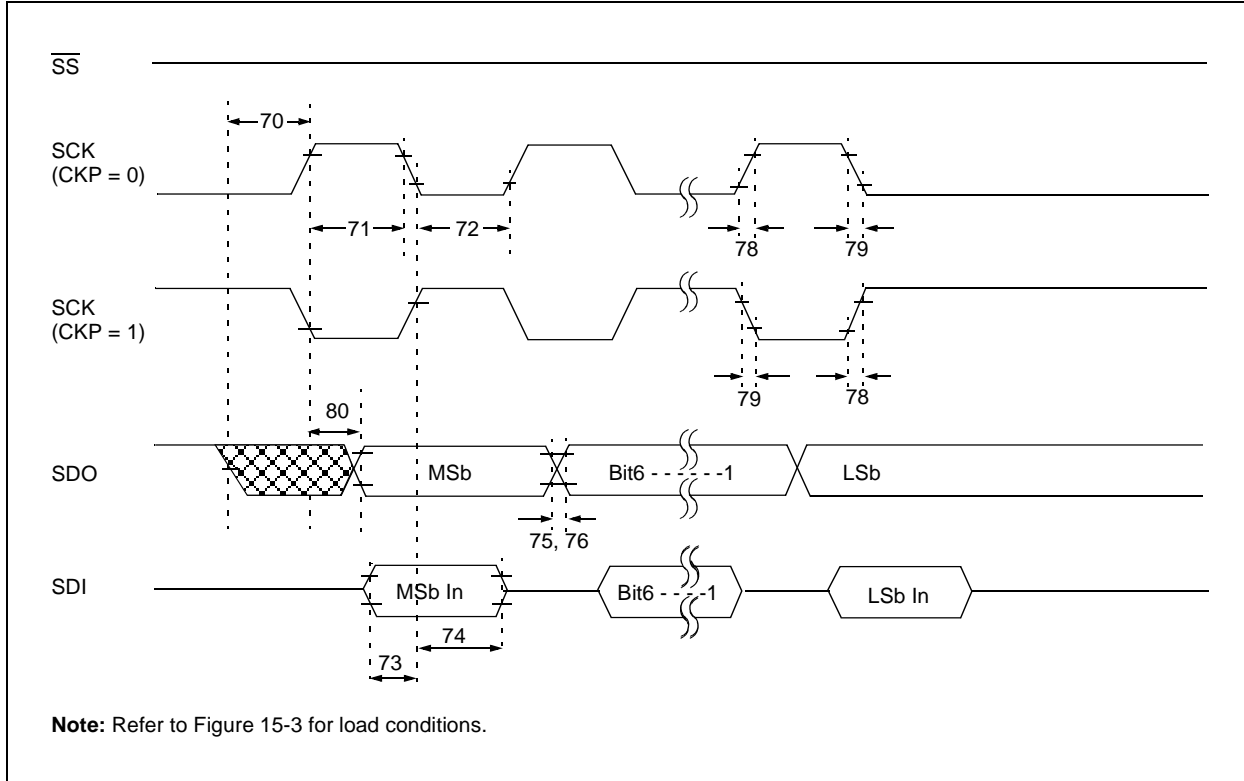 SS
70
SCK
(CKP = 0)
71
72
78
79
SCK
(CKP = 1)
79
78
80
SDO
MSb
Bit6 - - - - - -1
LSb
75, 76
SDI
MSb In
Bit6 - - - - -1
LSb In
74
73
Note: Refer to Figure 15-3 for load conditions.